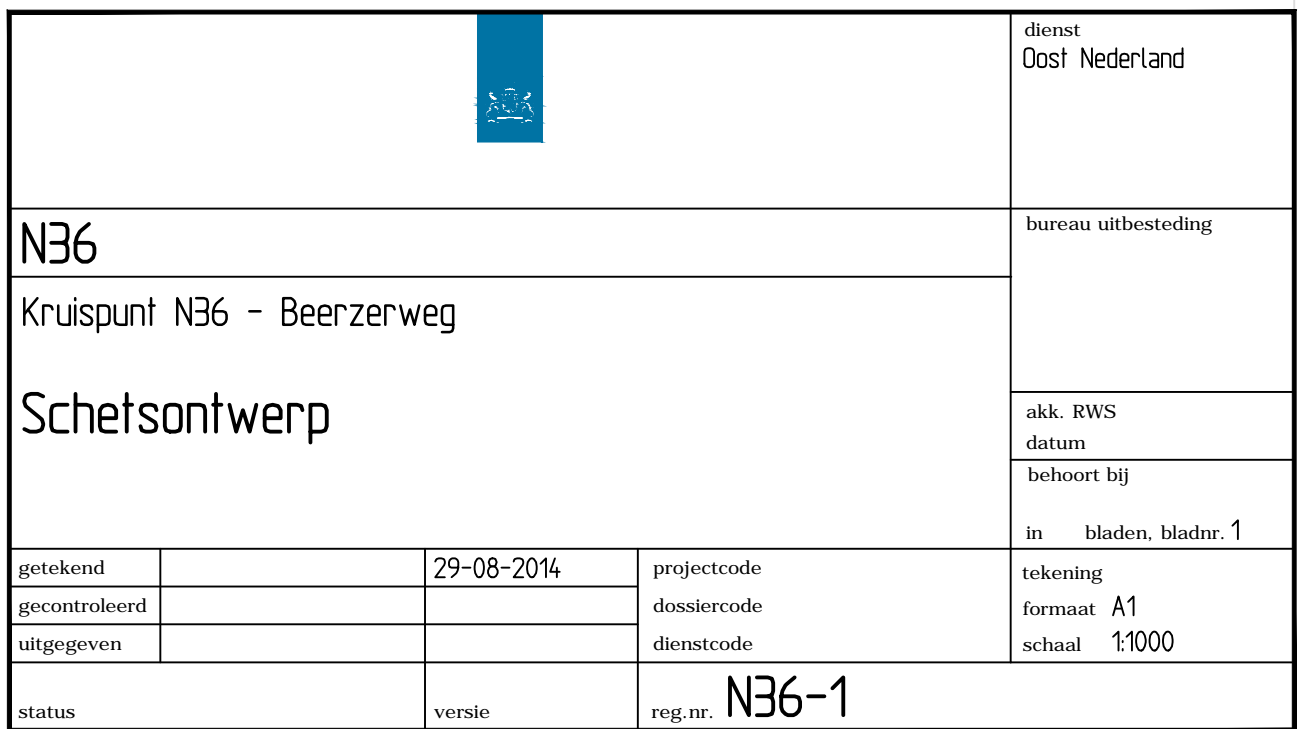 dienst
Oost Nederland
N36
bureau uitbesteding
Kruispunt N36 - Beerzerweg
Schetsontwerp
akk. RWS
datum
behoort bij
in bladen, bladnr. 1
getekend 29-08-2014 projectcode tekening
gecontroleerd dossiercode formaat A1
uitgegeven dienstcode schaal 1:1000
status versie reg.nr. N36-1